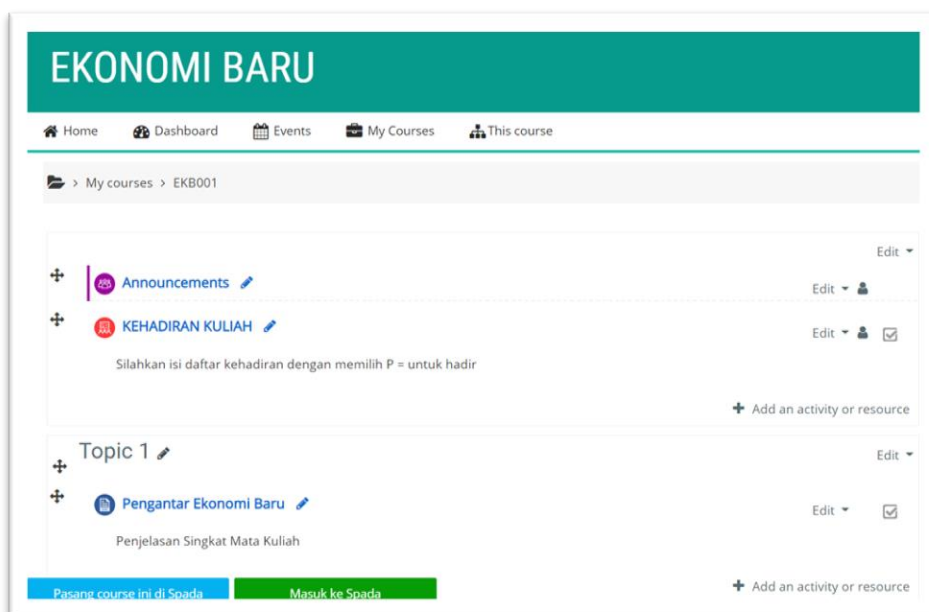 EKONOMI BARU
Home Dashboard Events My Courses This course
> My courses > EKB001
Edit
Announcements Edit
KEHADIRAN KULIAH Edit
Silahkan isi daftar kehadiran dengan memilih P = untuk hadir
+ Add an activity or resource
Topic 1 Edit
Pengantar Ekonomi Baru Edit
Penjelasan Singkat Mata Kuliah
Pasang course ini di Spada Masuk ke Spada + Add an activity or resource